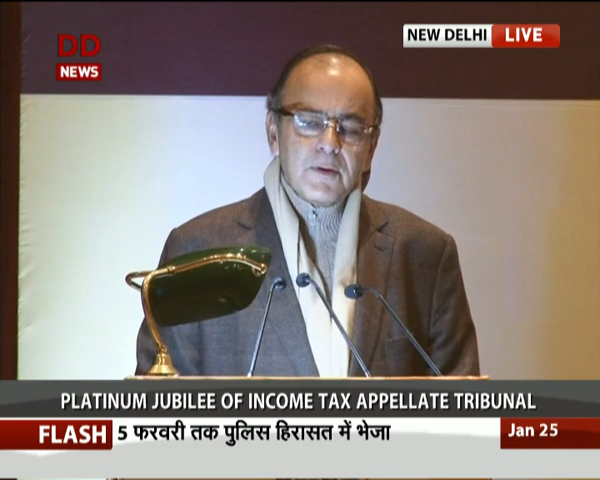 DD
NEWS
NEW DELHI LIVE
PLATINUM JUBILEE OF INCOME TAX APPELLATE TRIBUNAL
FLASH 5 फरवरी तक पुलिस हिरासत में भेजा Jan 25